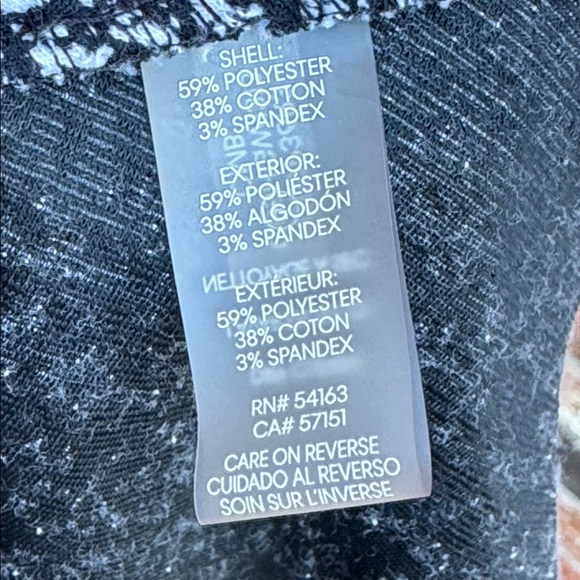 SHELL:
59% POLYESTER
38% COTTON
3% SPANDEX
EXTERIOR:
59% POLIÉSTER
38% ALGODÓN
3% SPANDEX
EXTÉRIEUR:
59% POLYESTER
38% COTON
3% SPANDEX
RN# 54163
CA# 57151
CARE ON REVERSE
CUIDADO AL REVERSO
SOIN SUR L'INVERSE